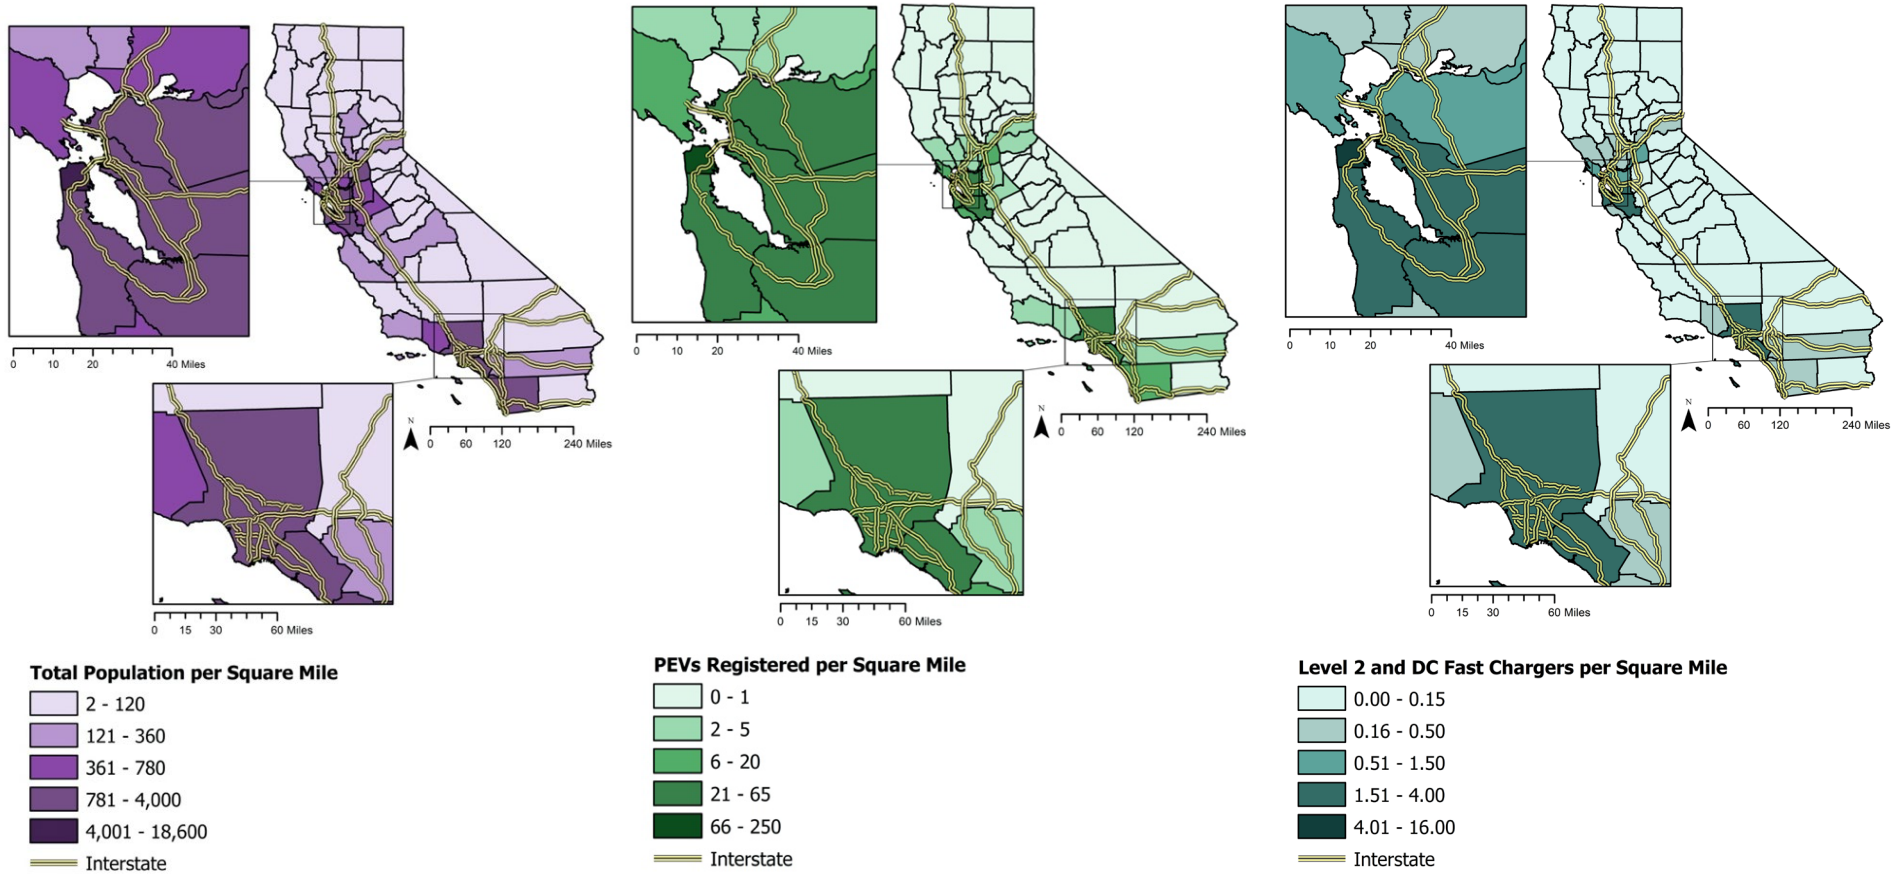 0 10 20 40 Miles
0 10 20 40 Miles
0 10 20 40 Miles
N
0 60 120 240 Miles
N
0 60 120 240 Miles
N
0 60 120 240 Miles
0 15 30 60 Miles
0 15 30 60 Miles
0 15 30 60 Miles
Total Population per Square Mile
2 - 120
121 - 360
361 - 780
781 - 4,000
4,001 - 18,600
Interstate
PEVs Registered per Square Mile
0 - 1
2 - 5
6 - 20
21 - 65
66 - 250
Interstate
Level 2 and DC Fast Chargers per Square Mile
0.00 - 0.15
0.16 - 0.50
0.51 - 1.50
1.51 - 4.00
4.01 - 16.00
Interstate